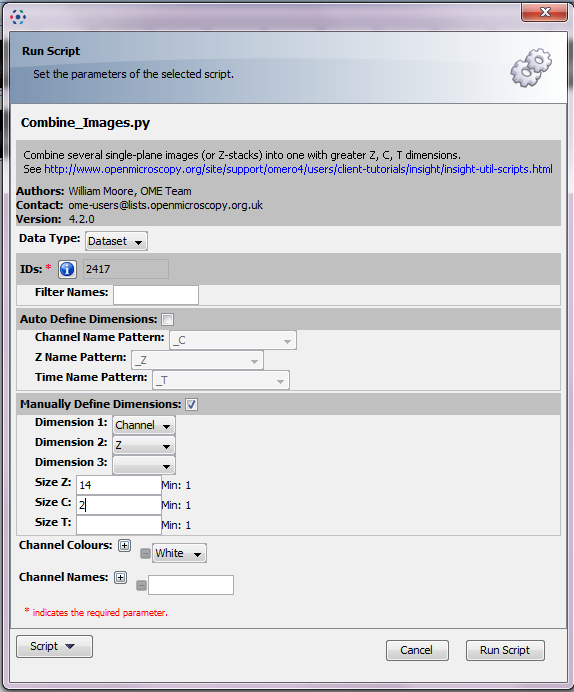 Run Script
Set the parameters of the selected script.
Combine_Images.py
Combine several single-plane images (or Z-stacks) into one with greater Z, C, T dimensions.
See http://www.openmicroscopy.org/site/support/omero4/users/client-tutorials/insight/insight-util-scripts.html
Authors: William Moore, OME Team
Contact: ome-users@lists.openmicroscopy.org.uk
Version: 4.2.0
Data Type: Dataset
IDs: * i 2417
Filter Names:
Auto Define Dimensions:
Channel Name Pattern: _C
Z Name Pattern: _Z
Time Name Pattern: _T
Manually Define Dimensions:
Dimension 1: Channel
Dimension 2: Z
Dimension 3:
Size Z: 14 Min: 1
Size C: 2 Min: 1
Size T: Min: 1
Channel Colours: White
Channel Names:
* indicates the required parameter.
Script Cancel Run Script